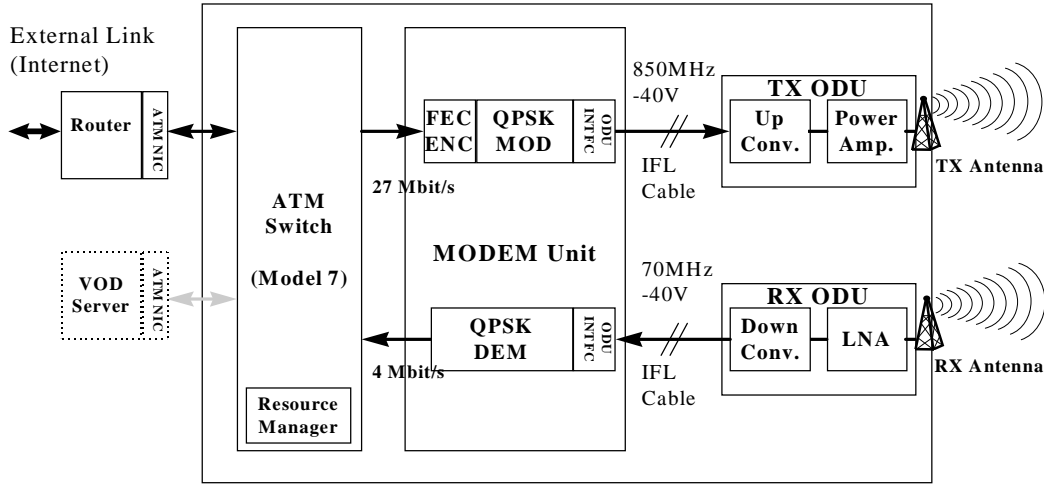 External Link
(Internet)
Router
ATM NIC
VOD
Server
ATM NIC
ATM
Switch
(Model 7)
Resource
Manager
27 Mbit/s
4 Mbit/s
FEC
ENC
QPSK
MOD
ODU
INTFC
MODEM Unit
QPSK
DEM
ODU
INTFC
850MHz
-40V
IFL
Cable
70MHz
-40V
IFL
Cable
TX ODU
Up
Conv.
Power
Amp.
TX Antenna
RX ODU
Down
Conv.
LNA
RX Antenna